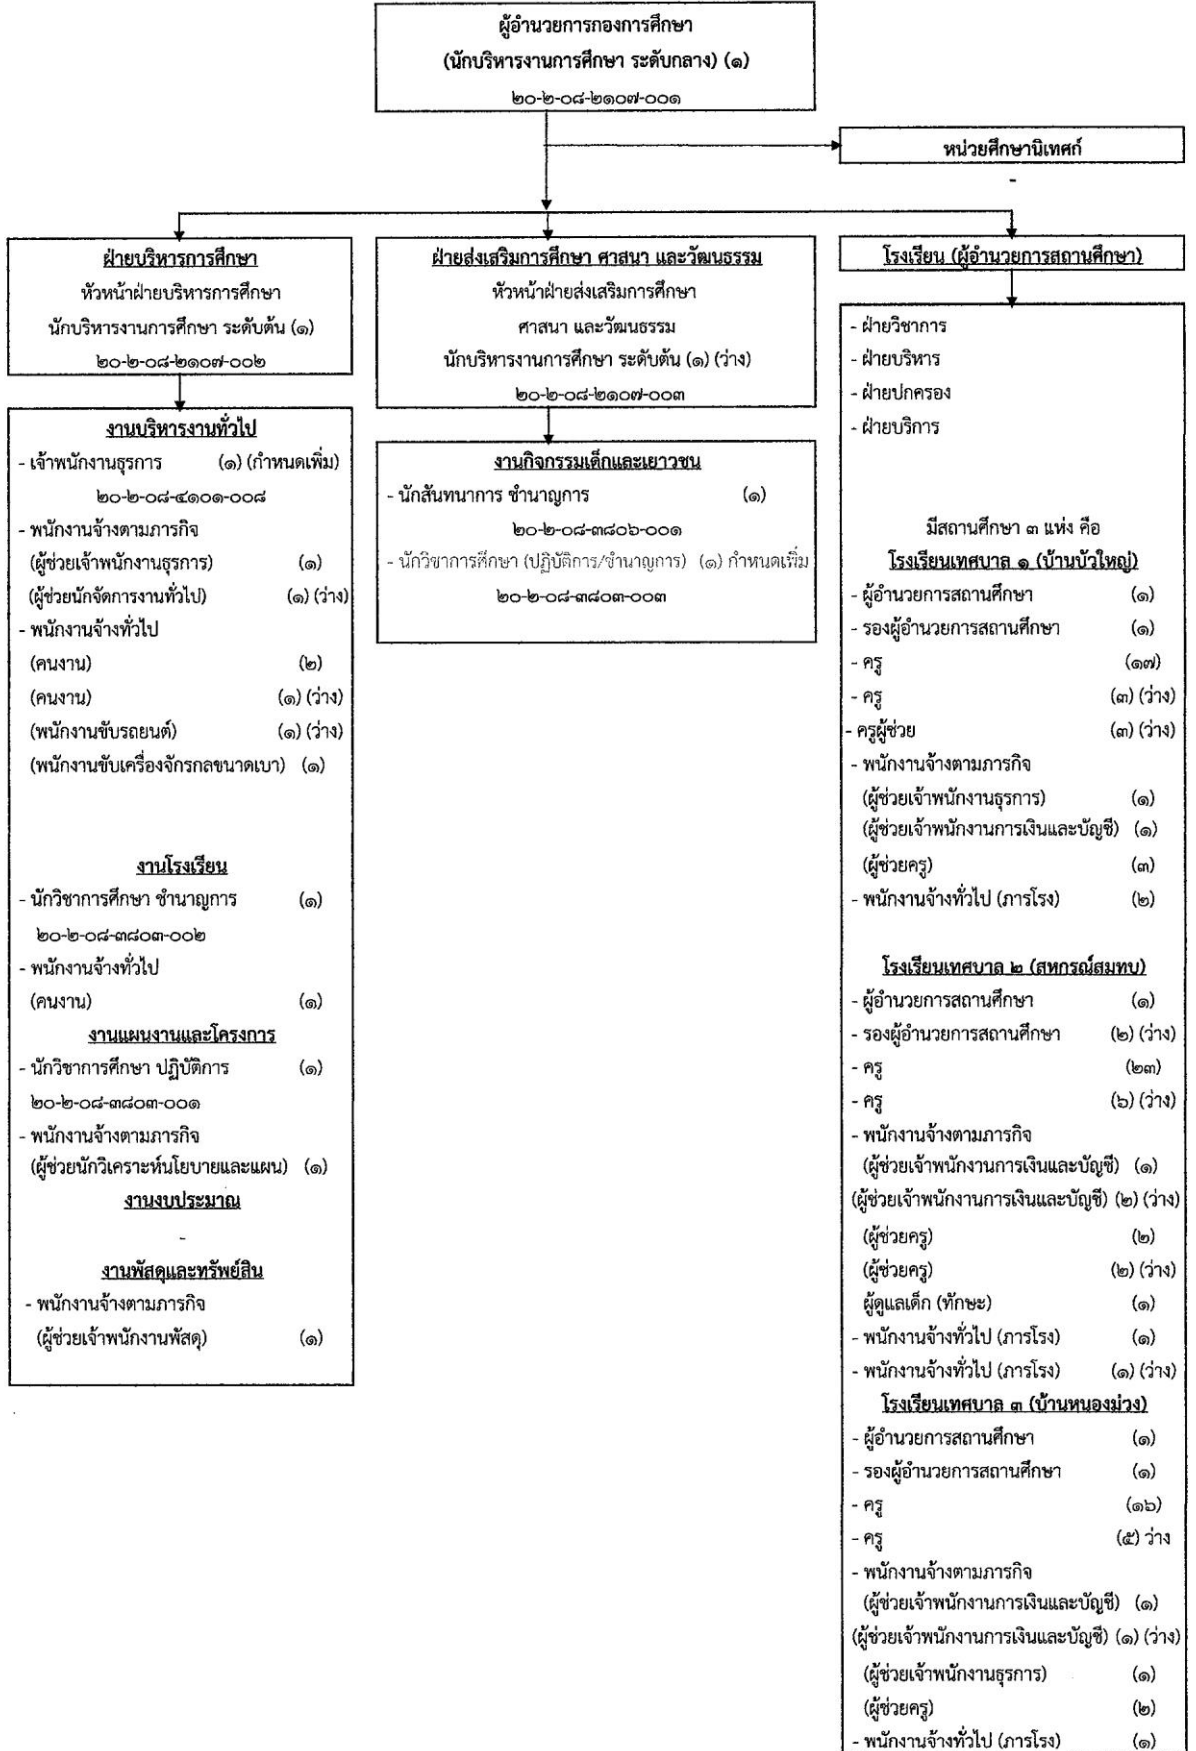 ผู้อำนวยการกองการศึกษา
(นักบริหารงานการศึกษา ระดับกลาง) (๑)
๒๐-๒-๐๘-๒๑๐๗-๐๐๑
หน่วยศึกษานิเทศก์
-
ฝ่ายบริหารการศึกษา
หัวหน้าฝ่ายบริหารการศึกษา
นักบริหารงานการศึกษา ระดับต้น (๑)
๒๐-๒-๐๘-๒๑๐๗-๐๐๒
งานบริหารงานทั่วไป
- เจ้าพนักงานธุรการ (๑) (กำหนดเพิ่ม)
๒๐-๒-๐๘-๔๑๐๑-๐๐๘
- พนักงานจ้างตามภารกิจ
(ผู้ช่วยเจ้าพนักงานธุรการ) (๑)
(ผู้ช่วยนักจัดการงานทั่วไป) (๑) (ว่าง)
- พนักงานจ้างทั่วไป
(คนงาน) (๒)
(คนงาน) (๑) (ว่าง)
(พนักงานขับรถยนต์) (๑) (ว่าง)
(พนักงานขับเครื่องจักรกลขนาดเบา) (๑)
งานโรงเรียน
- นักวิชาการศึกษา ชำนาญการ (๑)
๒๐-๒-๐๘-๓๘๐๓-๐๐๒
- พนักงานจ้างทั่วไป
(คนงาน) (๑)
งานแผนงานและโครงการ
- นักวิชาการศึกษา ปฏิบัติการ (๑)
๒๐-๒-๐๘-๓๘๐๓-๐๐๑
- พนักงานจ้างตามภารกิจ
(ผู้ช่วยนักวิเคราะห์นโยบายและแผน) (๑)
งานงบประมาณ
-
งานพัสดุและทรัพย์สิน
- พนักงานจ้างตามภารกิจ
(ผู้ช่วยเจ้าพนักงานพัสดุ) (๑)
ฝ่ายส่งเสริมการศึกษา ศาสนา และวัฒนธรรม
หัวหน้าฝ่ายส่งเสริมการศึกษา
ศาสนา และวัฒนธรรม
นักบริหารงานการศึกษา ระดับต้น (๑) (ว่าง)
๒๐-๒-๐๘-๒๑๐๗-๐๐๓
งานกิจกรรมเด็กและเยาวชน
- นักสันทนาการ ชำนาญการ (๑)
๒๐-๒-๐๘-๓๘๐๖-๐๐๑
- นักวิชาการศึกษา (ปฏิบัติการ/ชำนาญการ) (๑) กำหนดเพิ่ม
๒๐-๒-๐๘-๓๘๐๓-๐๐๓
โรงเรียน (ผู้อำนวยการสถานศึกษา)
- ฝ่ายวิชาการ
- ฝ่ายบริหาร
- ฝ่ายปกครอง
- ฝ่ายบริการ
มีสถานศึกษา ๓ แห่ง คือ
โรงเรียนเทศบาล ๑ (บ้านบัวใหญ่)
- ผู้อำนวยการสถานศึกษา (๑)
- รองผู้อำนวยการสถานศึกษา (๑)
- ครู (๑๗)
- ครู (๓) (ว่าง)
- ครูผู้ช่วย (๓) (ว่าง)
- พนักงานจ้างตามภารกิจ
(ผู้ช่วยเจ้าพนักงานธุรการ) (๑)
(ผู้ช่วยเจ้าพนักงานการเงินและบัญชี) (๑)
(ผู้ช่วยครู) (๓)
- พนักงานจ้างทั่วไป (ภารโรง) (๒)
โรงเรียนเทศบาล ๒ (สหกรณ์สมทบ)
- ผู้อำนวยการสถานศึกษา (๑)
- รองผู้อำนวยการสถานศึกษา (๒) (ว่าง)
- ครู (๒๓)
- ครู (๖) (ว่าง)
- พนักงานจ้างตามภารกิจ
(ผู้ช่วยเจ้าพนักงานการเงินและบัญชี) (๑)
(ผู้ช่วยเจ้าพนักงานการเงินและบัญชี) (๒) (ว่าง)
(ผู้ช่วยครู) (๒)
(ผู้ช่วยครู) (๒) (ว่าง)
ผู้ดูแลเด็ก (ทักษะ) (๑)
- พนักงานจ้างทั่วไป (ภารโรง) (๑)
- พนักงานจ้างทั่วไป (ภารโรง) (๑) (ว่าง)
โรงเรียนเทศบาล ๓ (บ้านหนองม่วง)
- ผู้อำนวยการสถานศึกษา (๑)
- รองผู้อำนวยการสถานศึกษา (๑)
- ครู (๑๖)
- ครู (๕) ว่าง
- พนักงานจ้างตามภารกิจ
(ผู้ช่วยเจ้าพนักงานการเงินและบัญชี) (๑)
(ผู้ช่วยเจ้าพนักงานการเงินและบัญชี) (๑) (ว่าง)
(ผู้ช่วยเจ้าพนักงานธุรการ) (๑)
(ผู้ช่วยครู) (๒)
- พนักงานจ้างทั่วไป (ภารโรง) (๑)